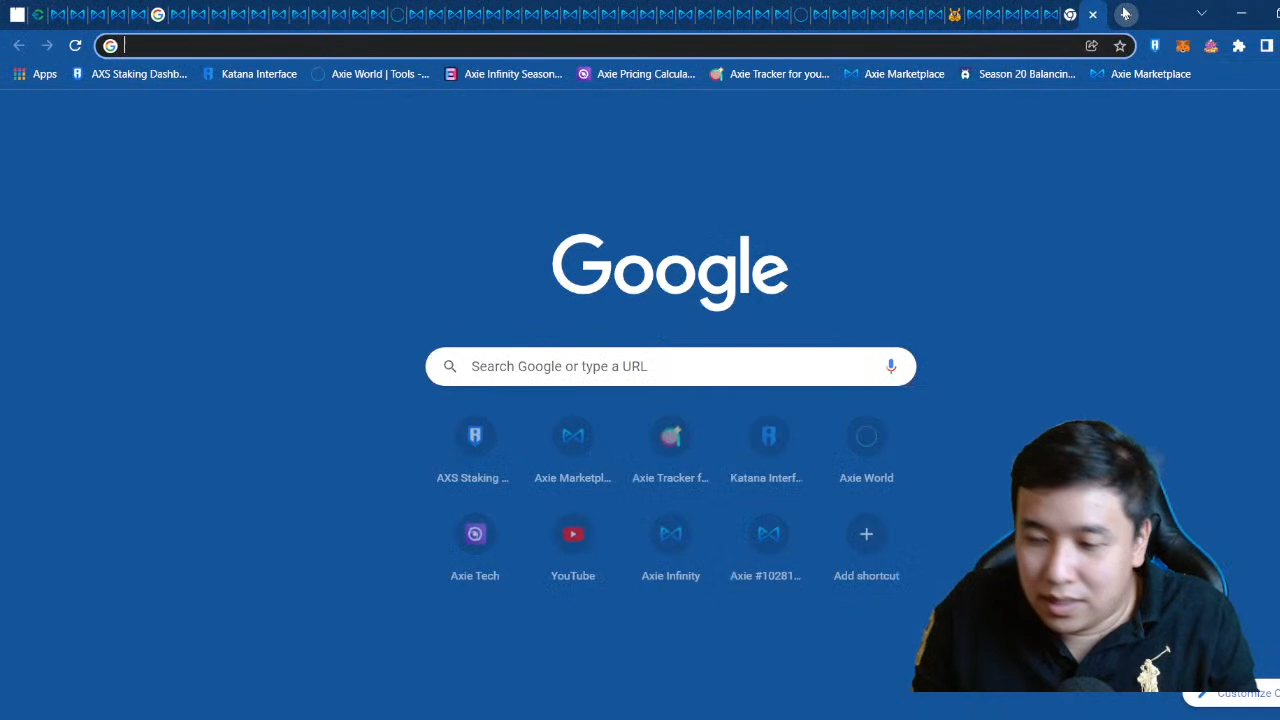 Apps
AXS Staking Dashb...
Katana Interface
Axie World | Tools -...
Axie Infinity Season...
Axie Pricing Calcula...
Axie Tracker for you...
Axie Marketplace
Season 20 Balancin...
Axie Marketplace
Google
Search Google or type a URL
AXS Staking ...
Axie Marketpl...
Axie Tracker f...
Katana Interf...
Axie World
Axie Tech
YouTube
Axie Infinity
Axie #10281...
Add shortcut
Customize C